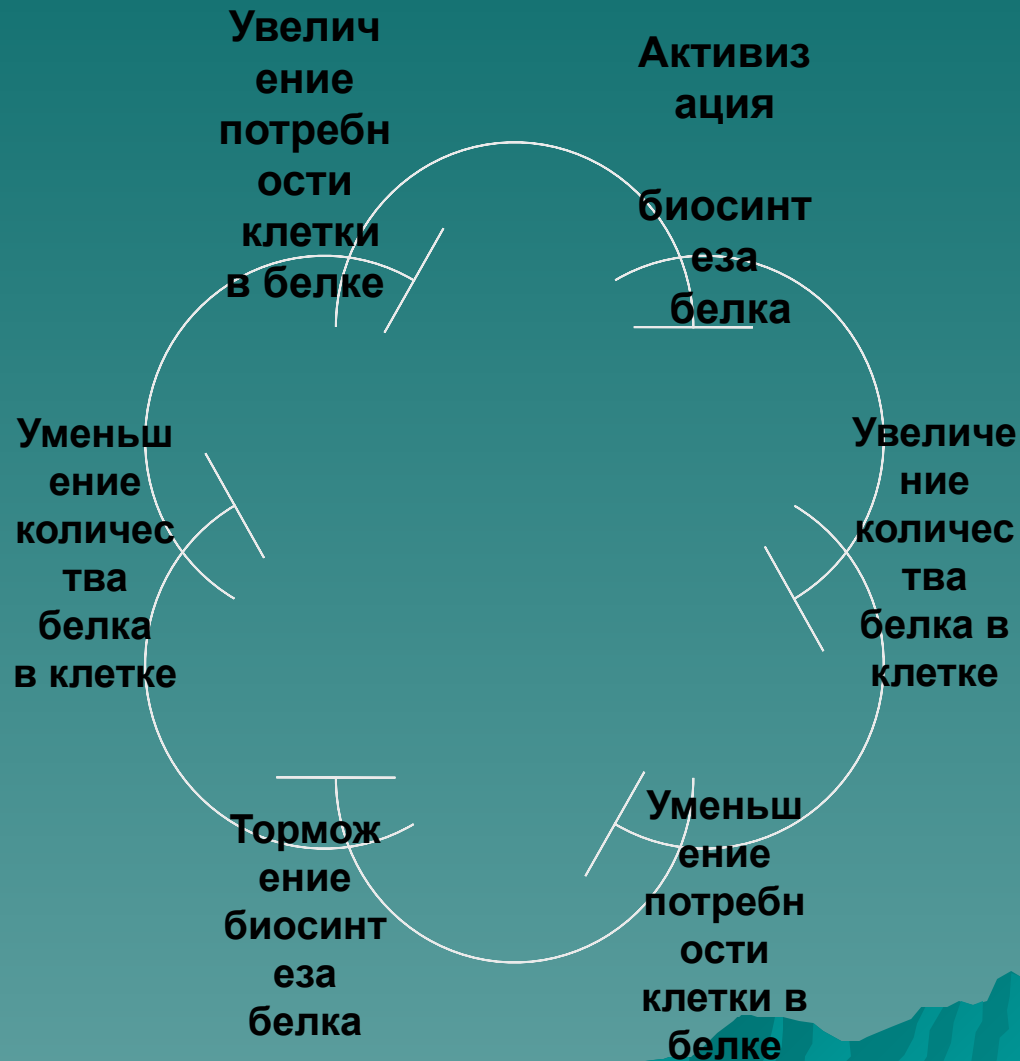 Увелич
ение
потребн
ости
клетки
в белке
Активиз
ация
биосинт
еза
белка
Увеличе
ние
количес
тва
белка в
клетке
Уменьш
ение
потребн
ости
клетки в
белке
Тормож
ение
биосинт
еза
белка
Уменьш
ение
количес
тва
белка
в клетке